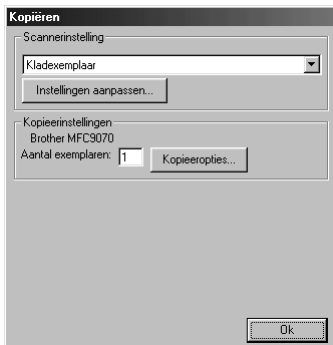 Kopiëren
Scannerinstelling
Kladexemplaar
Instellingen aanpassen...
Kopieerinstellingen
Brother MFC9070
Aantal exemplaren: 1 Kopieeropties...
Ok